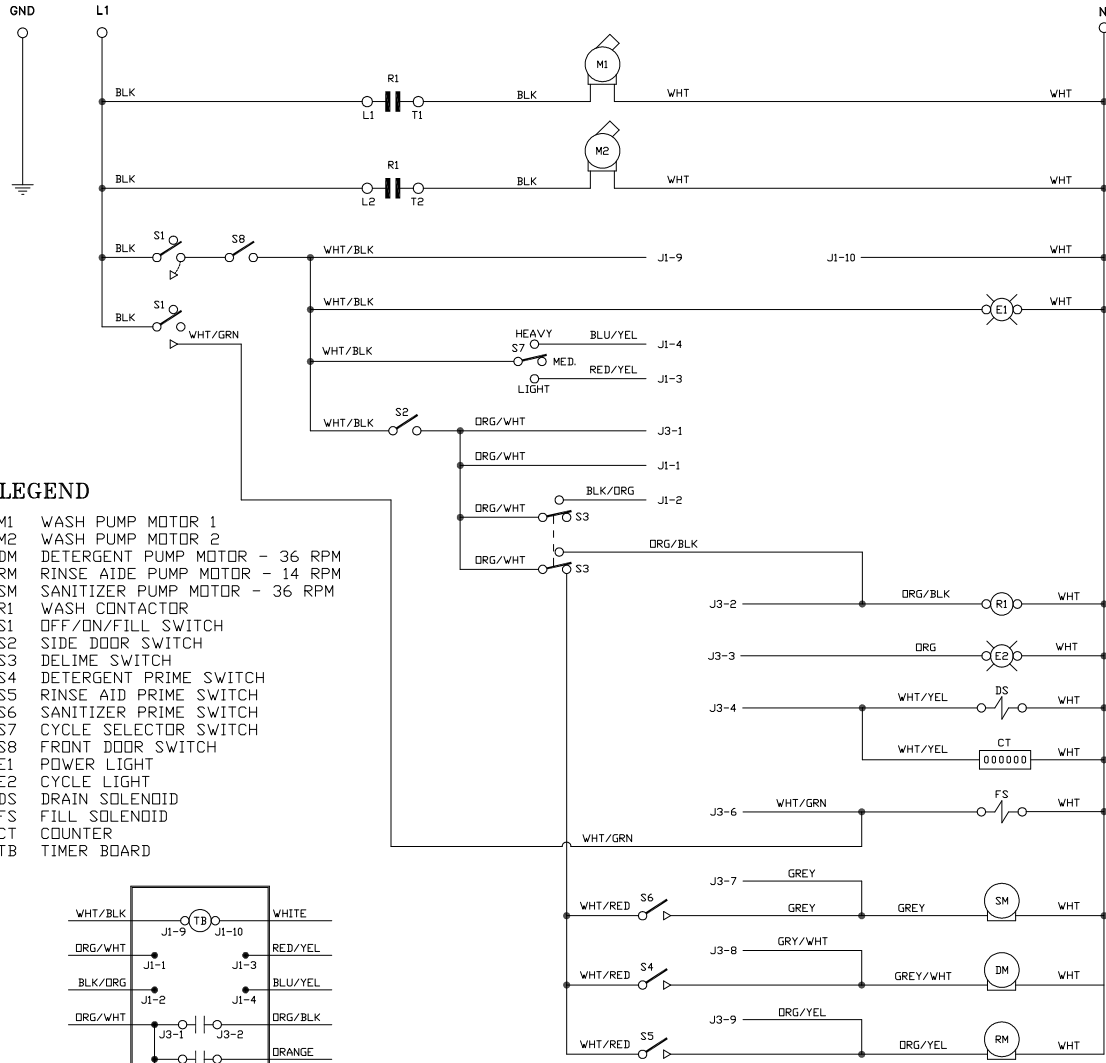 GND
L1
N
R1
M1
BLK
BLK
WHT
WHT
L1
T1
R1
M2
BLK
BLK
WHT
WHT
L2
T2
S1
S8
BLK
WHT/BLK
J1-9
J1-10
WHT
S1
WHT/BLK
E1
WHT
BLK
WHT/GRN
HEAVY
BLU/YEL
S7
J1-4
WHT/BLK
MED.
RED/YEL
J1-3
LIGHT
S2
WHT/BLK
ORG/WHT
J3-1
ORG/WHT
J1-1
BLK/ORG
J1-2
ORG/WHT
S3
ORG/BLK
ORG/WHT
S3
LEGEND
M1 WASH PUMP MOTOR 1
M2 WASH PUMP MOTOR 2
DM DETERGENT PUMP MOTOR - 36 RPM
RM RINSE AIDE PUMP MOTOR - 14 RPM
SM SANITIZER PUMP MOTOR - 36 RPM
R1 WASH CONTACTOR
S1 OFF/ON/FILL SWITCH
S2 SIDE DOOR SWITCH
S3 DELIME SWITCH
S4 DETERGENT PRIME SWITCH
S5 RINSE AID PRIME SWITCH
S6 SANITIZER PRIME SWITCH
S7 CYCLE SELECTOR SWITCH
S8 FRONT DOOR SWITCH
E1 POWER LIGHT
E2 CYCLE LIGHT
DS DRAIN SOLENOID
FS FILL SOLENOID
CT COUNTER
TB TIMER BOARD
J3-2
ORG/BLK
R1
WHT
J3-3
ORG
E2
WHT
J3-4
WHT/YEL
DS
WHT
WHT/YEL
CT
000000
WHT
J3-6
WHT/GRN
FS
WHT
WHT/GRN
J3-7
GREY
WHT/RED
S6
GREY
GREY
SM
WHT
J3-8
GRY/WHT
WHT/RED
S4
GREY/WHT
DM
WHT
J3-9
ORG/YEL
WHT/RED
S5
ORG/YEL
RM
WHT
WHT/BLK
TB
WHITE
J1-9
J1-10
ORG/WHT
RED/YEL
J1-1
J1-3
BLK/ORG
BLU/YEL
J1-2
J1-4
ORG/WHT
ORG/BLK
J3-1
J3-2
ORANGE